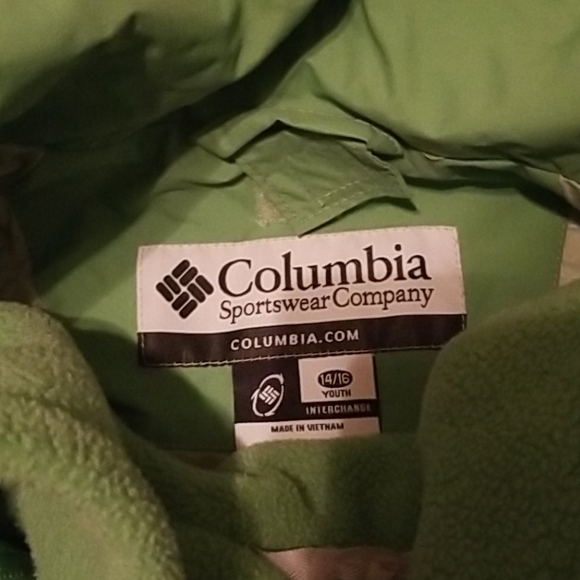 Columbia
Sportswear Company
COLUMBIA.COM
14/16
YOUTH
INTERCHANGE
MADE IN VIETNAM